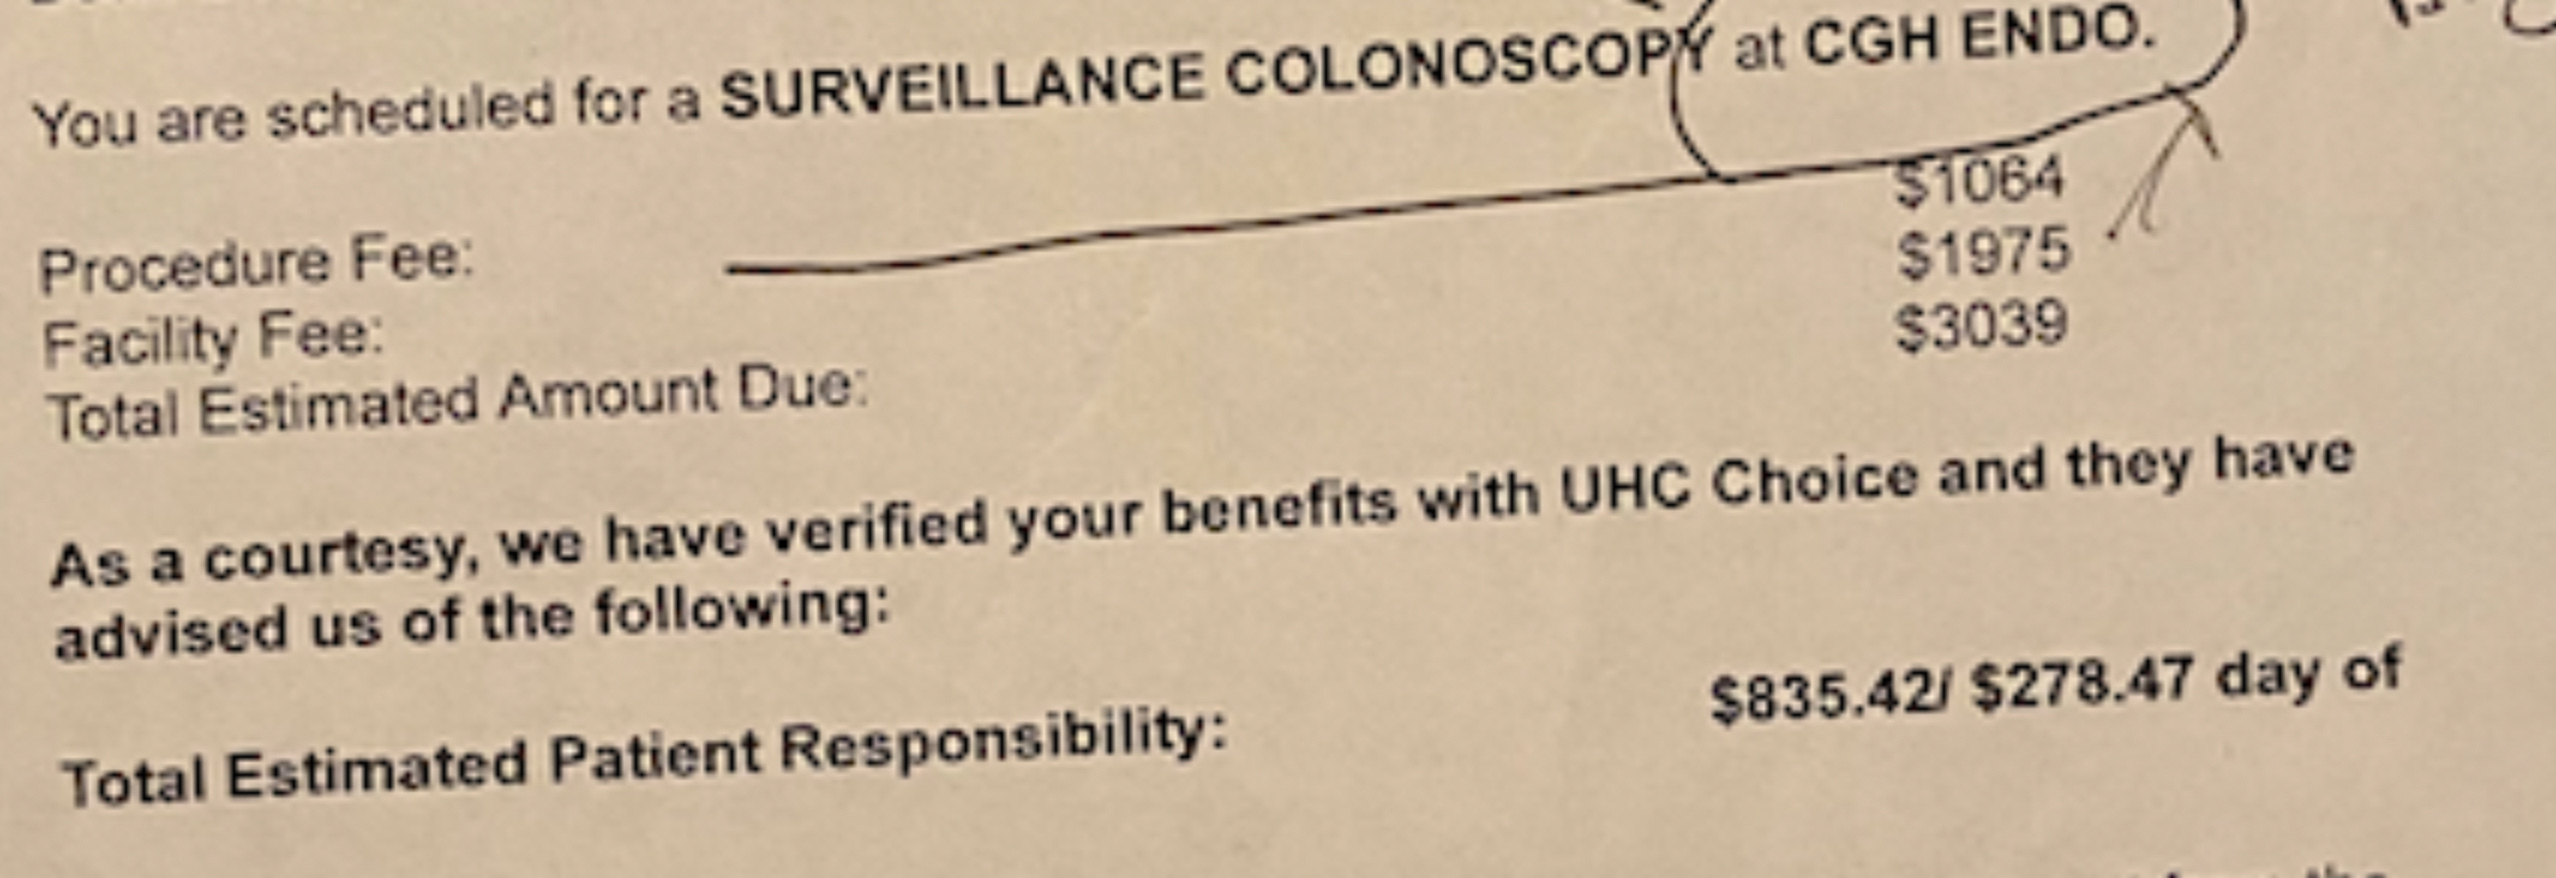 You are scheduled for a SURVEILLANCE COLONOSCOPY at CGH ENDO.
Procedure Fee: $1064
Facility Fee: $1975
Total Estimated Amount Due: $3039
As a courtesy, we have verified your benefits with UHC Choice and they have
advised us of the following:
Total Estimated Patient Responsibility: $835.42/ $278.47 day of
the